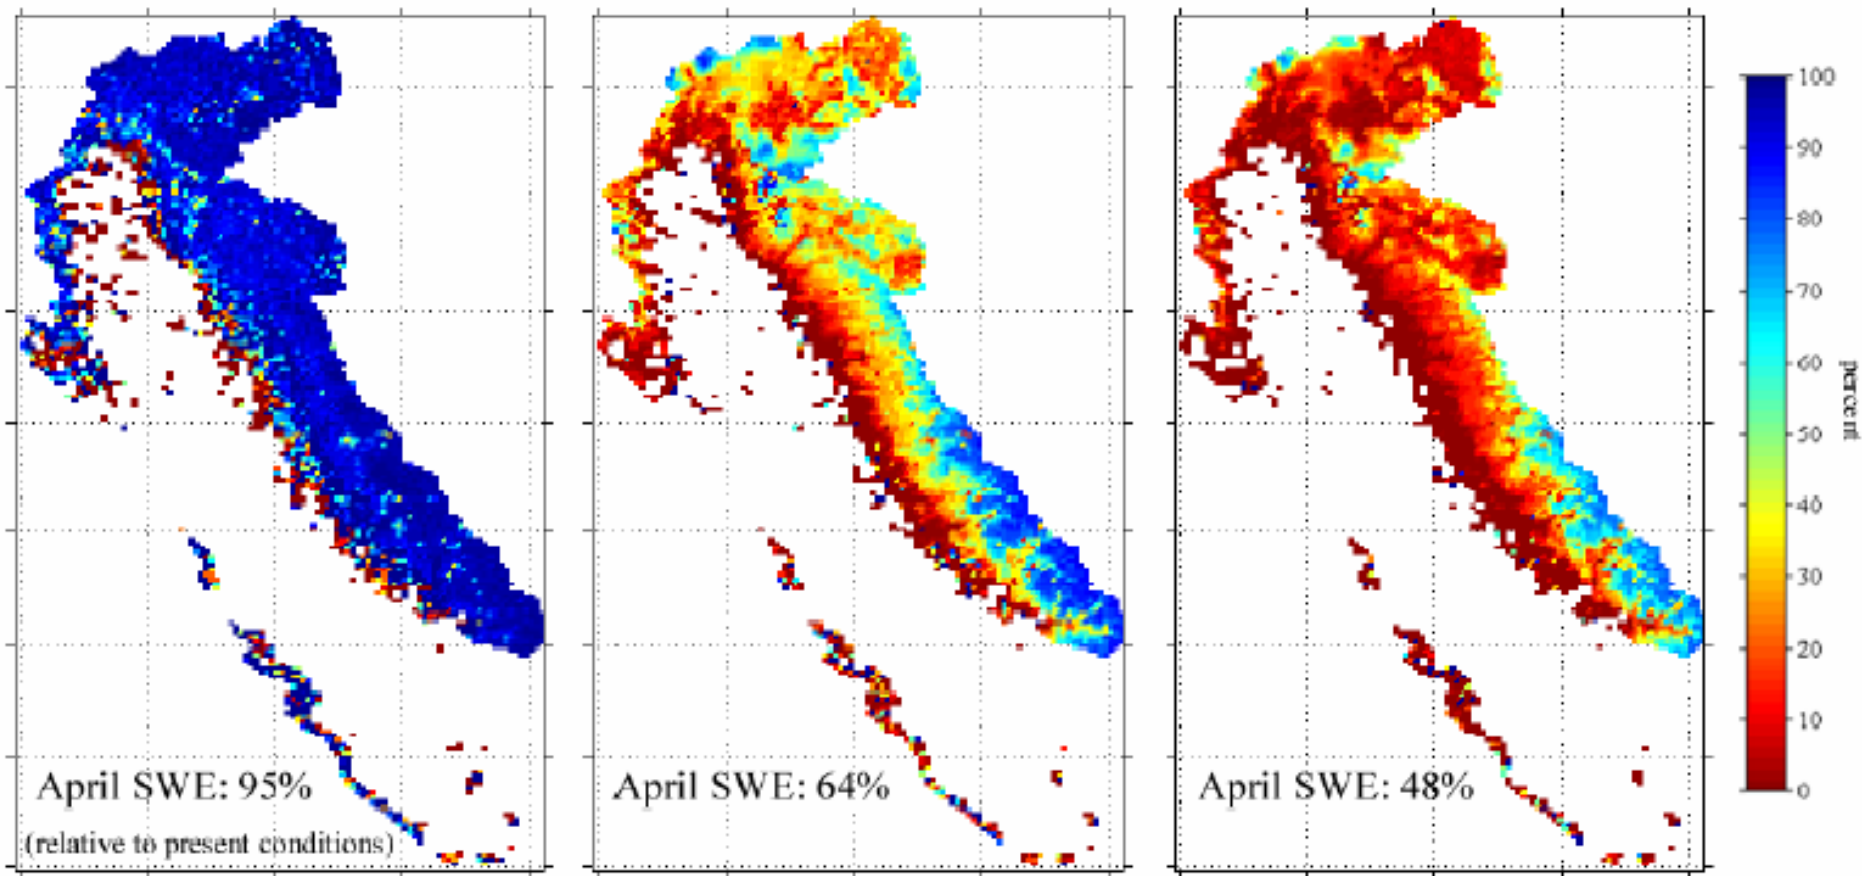 April SWE: 95%
(relative to present conditions)
April SWE: 64%
April SWE: 48%
100
90
80
70
60
50
40
30
20
10
0
percent